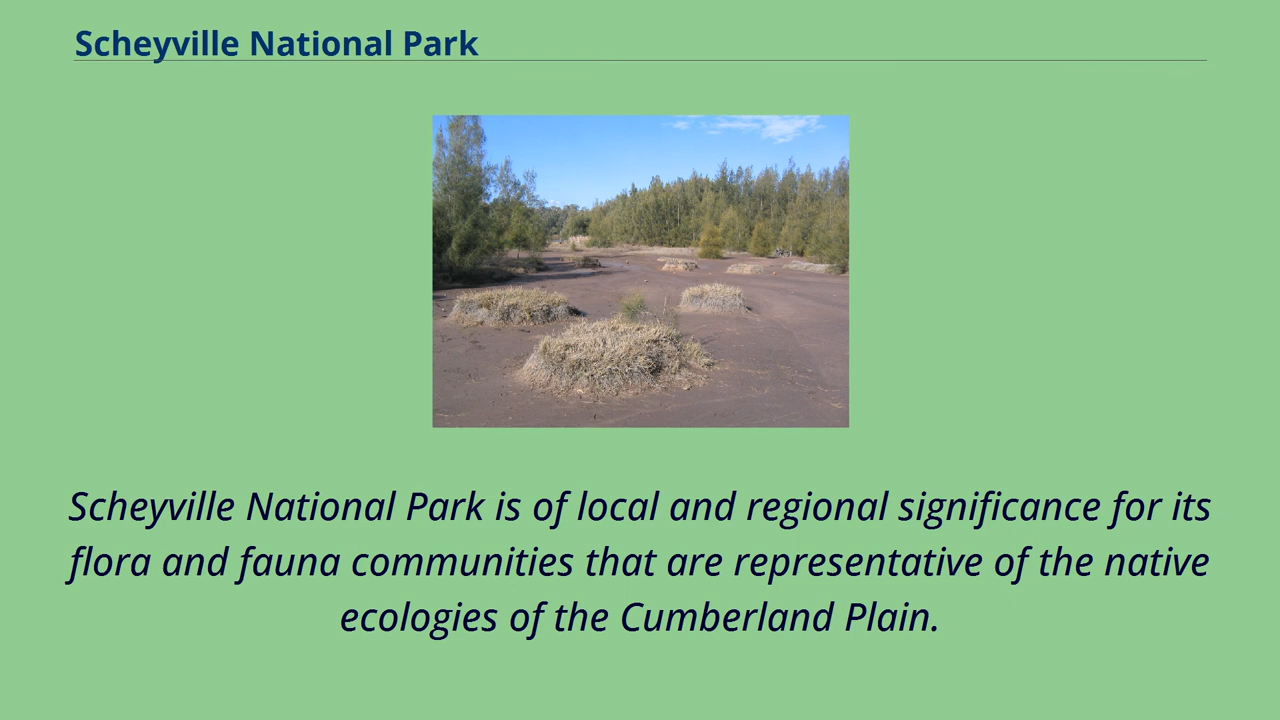 Scheyville National Park
Scheyville National Park is of local and regional significance for its
flora and fauna communities that are representative of the native
ecologies of the Cumberland Plain.